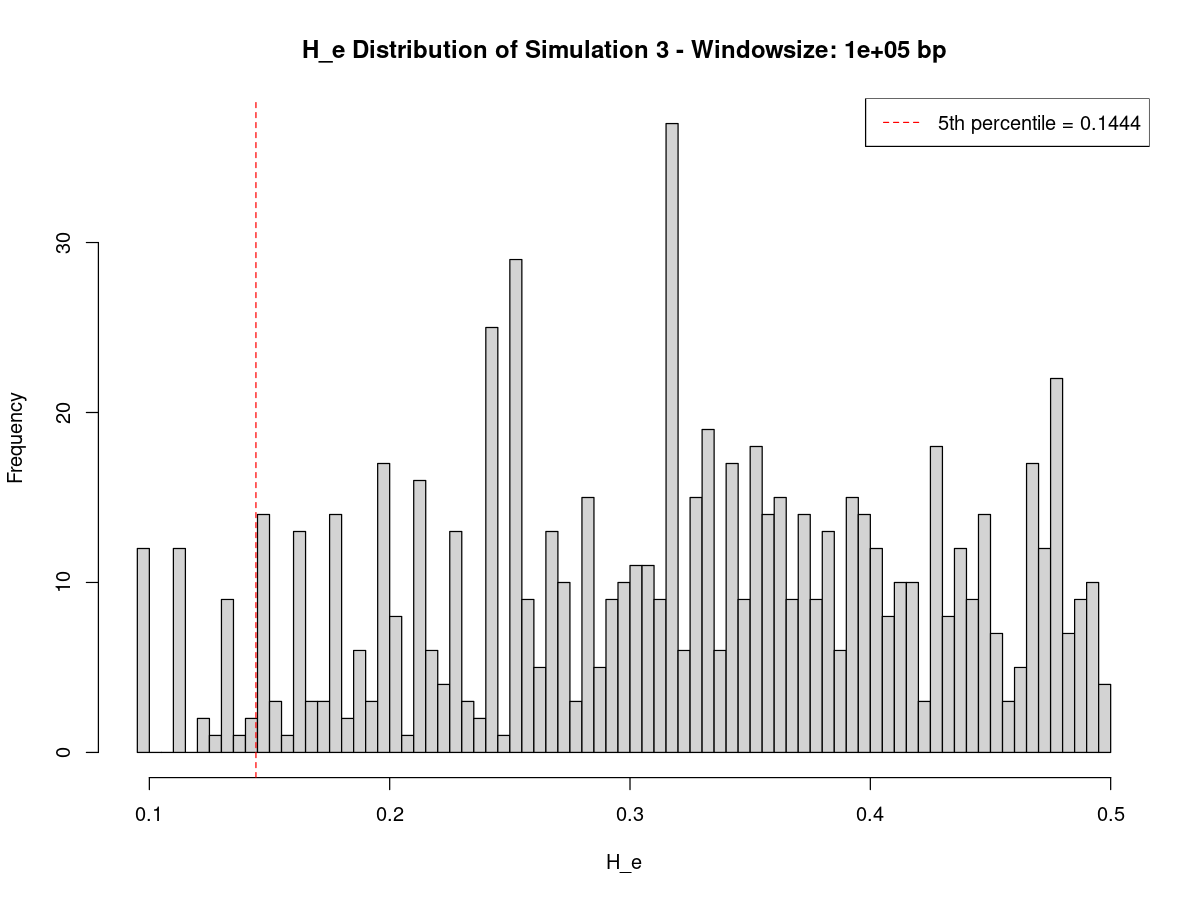 H_e Distribution of Simulation 3 - Windowsize: 1e+05 bp
5th percentile = 0.1444
Frequency
30
20
10
0
0.1 0.2 0.3 0.4 0.5
H_e